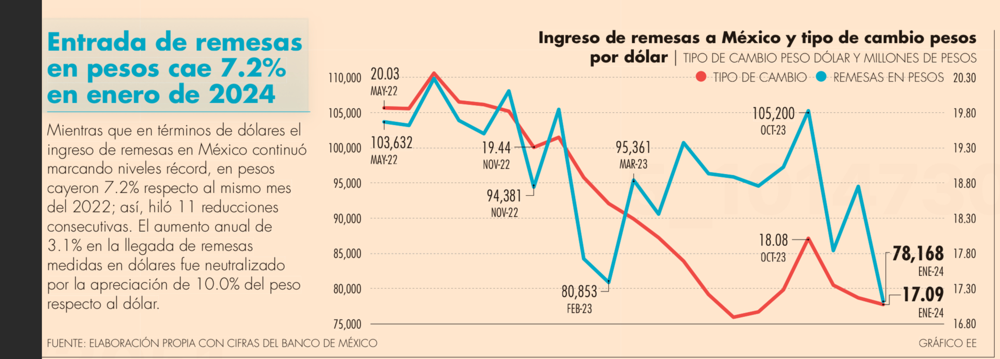 Entrada de remesas
en pesos cae 7.2%
en enero de 2024
Mientras que en términos de dólares el
ingreso de remesas en México continuó
marcando niveles récord, en pesos
cayeron 7.2% respecto al mismo mes
del 2022; así, hiló 11 reducciones
consecutivas. El aumento anual de
3.1% en la llegada de remesas
medidas en dólares fue neutralizado
por la apreciación de 10.0% del peso
respecto al dólar.
Ingreso de remesas a México y tipo de cambio pesos
por dólar | TIPO DE CAMBIO PESO DÓLAR Y MILLONES DE PESOS
TIPO DE CAMBIO REMESAS EN PESOS
110,000
105,000
100,000
95,000
90,000
85,000
80,000
75,000
20.03
MAY-22
103,632
MAY-22
19.44
NOV-22
94,381
NOV-22
80,853
FEB-23
95,361
MAR-23
105,200
OCT-23
18.08
OCT-23
78,168
ENE-24
17.09
ENE-24
20.30
19.80
19.30
18.80
18.30
17.80
17.30
16.80
FUENTE: ELABORACIÓN PROPIA CON CIFRAS DEL BANCO DE MÉXICO
GRÁFICO EE